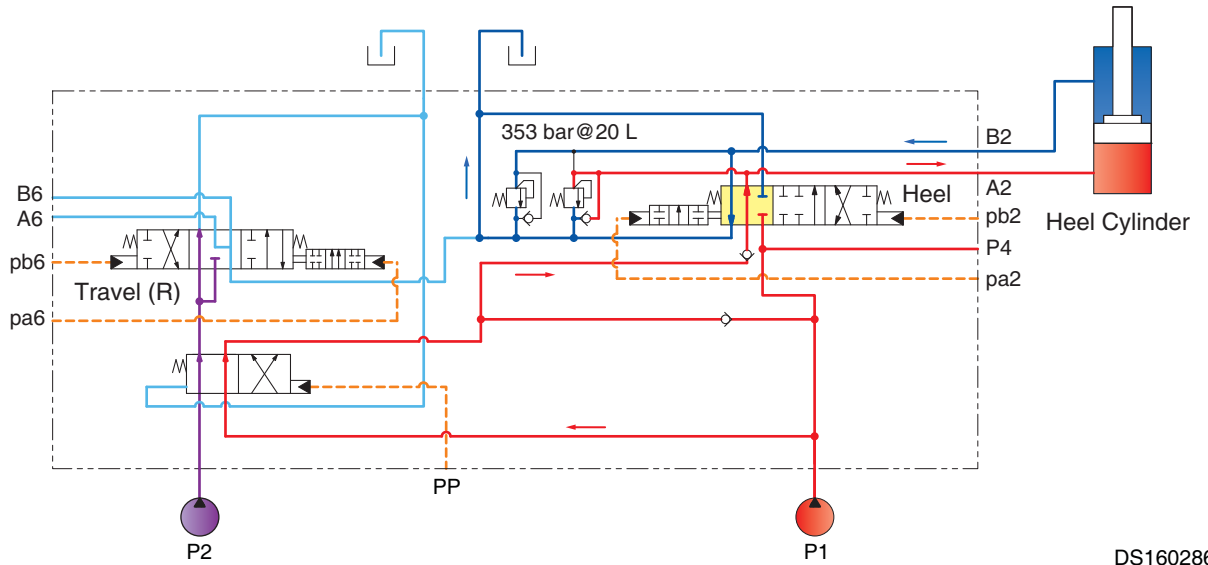 353 bar@20 L
B2
A2
Heel
pb2
Heel Cylinder
P4
pa2
B6
A6
pb6
Travel (R)
pa6
PP
P2
P1
DS160286